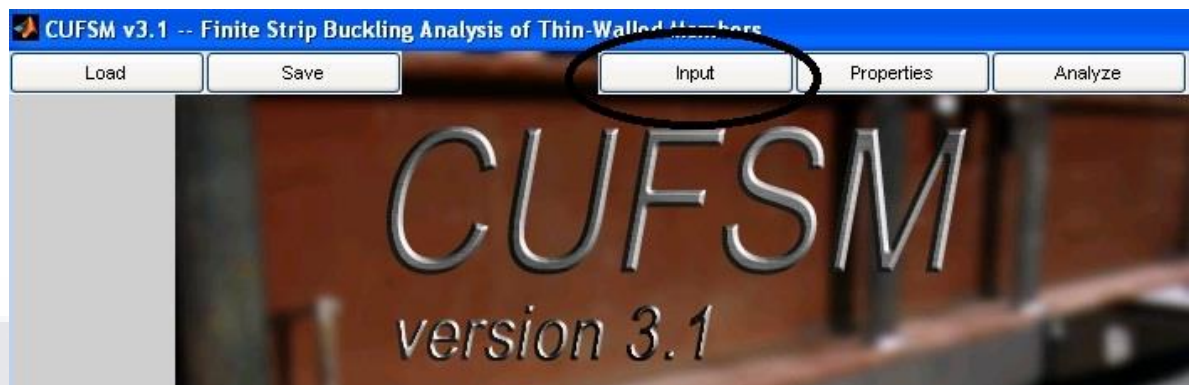 CUFSM v3.1 -- Finite Strip Buckling Analysis of Thin-Walled Members
Load Save Input Properties Analyze
CUFSM
version 3.1